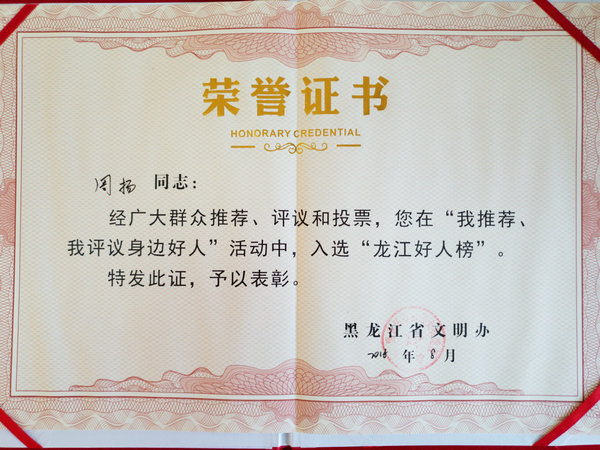 荣誉证书
HONORARY CREDENTIAL
周扬 同志：
经广大群众推荐、评议和投票，您在“我推荐、
我评议身边好人”活动中，入选“龙江好人榜”。
特发此证，予以表彰。
黑龙江省文明办
年8月